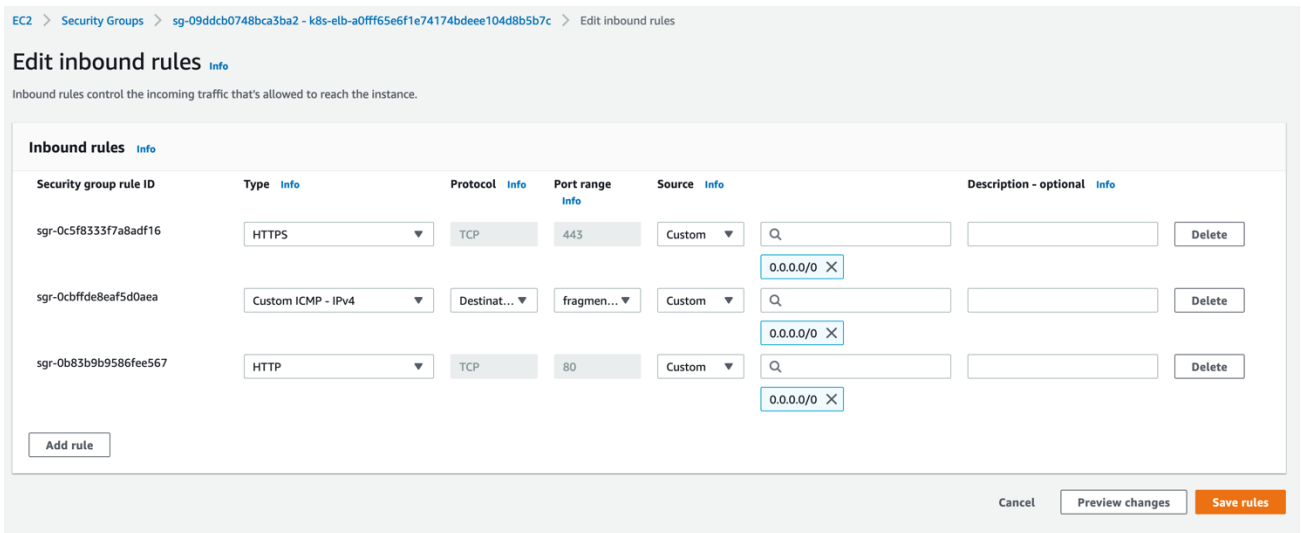 EC2 > Security Groups > sg-09ddcb0748bca3ba2 - k8s-elb-a0fff65e6f1e74174bdeee104d8b5b7c > Edit inbound rules
Edit inbound rules Info
Inbound rules control the incoming traffic that's allowed to reach the instance.
Inbound rules Info
Security group rule ID Type Info Protocol Info Port range Info Source Info Description - optional Info
sgr-0c5f8333f7a8adf16 HTTPS TCP 443 Custom Delete
0.0.0.0/0
sgr-0cbffde8eaf5d0aea Custom ICMP - IPv4 Destinat... fragmen... Custom Delete
0.0.0.0/0
sgr-0b83b9b9586fee567 HTTP TCP 80 Custom Delete
0.0.0.0/0
Add rule
Cancel Preview changes Save rules